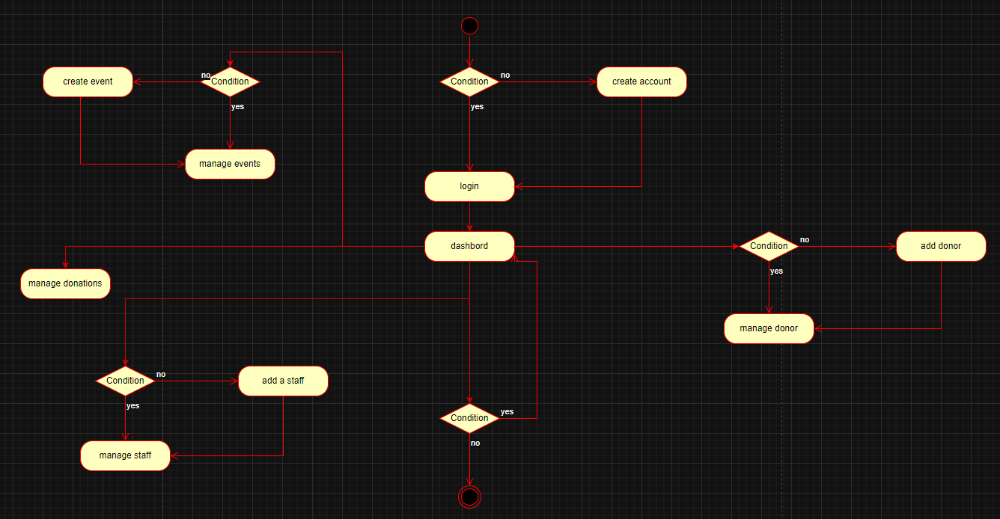 no
Condition
create event
yes
manage events
Condition
no
create account
yes
login
dashbord
Condition
no
add donor
yes
manage donor
manage donations
Condition
no
add a staff
yes
manage staff
Condition
yes
no